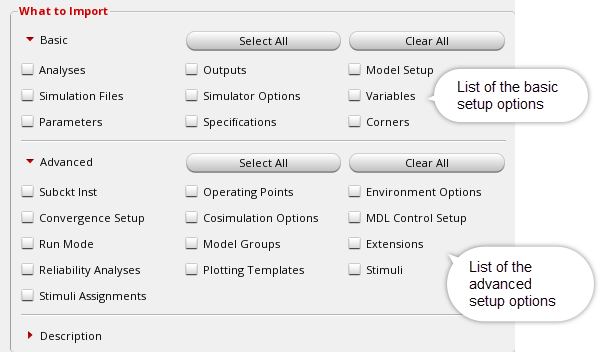 What to Import
Basic Select All Clear All
Analyses Outputs Model Setup
Simulation Files Simulator Options Variables
Parameters Specifications Corners
List of the basic
setup options
Advanced Select All Clear All
Subckt Inst Operating Points Environment Options
Convergence Setup Cosimulation Options MDL Control Setup
Run Mode Model Groups Extensions
Reliability Analyses Plotting Templates Stimuli
Stimuli Assignments
List of the
advanced
setup options
Description